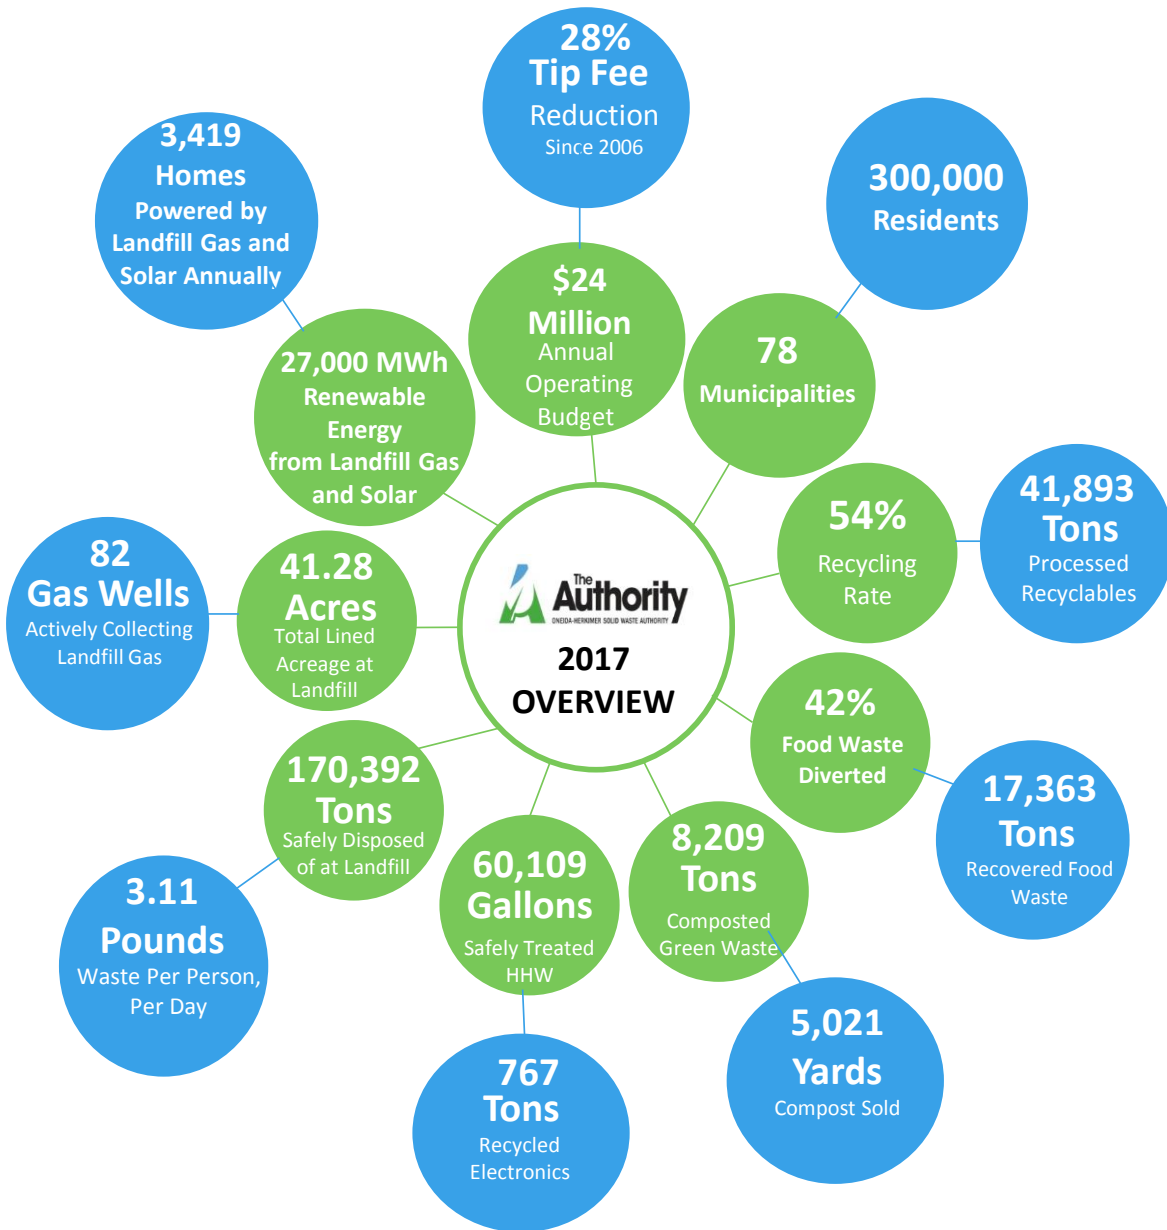 28%
Tip Fee
Reduction
Since 2006
3,419
Homes
Powered by
Landfill Gas and
Solar Annually
300,000
Residents
$24
Million
Annual
Operating
Budget
78
Municipalities
27,000 MWh
Renewable
Energy
from Landfill Gas
and Solar
54%
Recycling
Rate
41,893
Tons
Processed
Recyclables
82
Gas Wells
Actively Collecting
Landfill Gas
41.28
Acres
Total Lined
Acreage at
Landfill
The
Authority
ONEIDA-HERKIMER SOLID WASTE AUTHORITY
2017
OVERVIEW
42%
Food Waste
Diverted
17,363
Tons
Recovered Food
Waste
170,392
Tons
Safely Disposed
of at Landfill
3.11
Pounds
Waste Per Person,
Per Day
60,109
Gallons
Safely Treated
HHW
8,209
Tons
Composted
Green Waste
767
Tons
Recycled
Electronics
5,021
Yards
Compost Sold